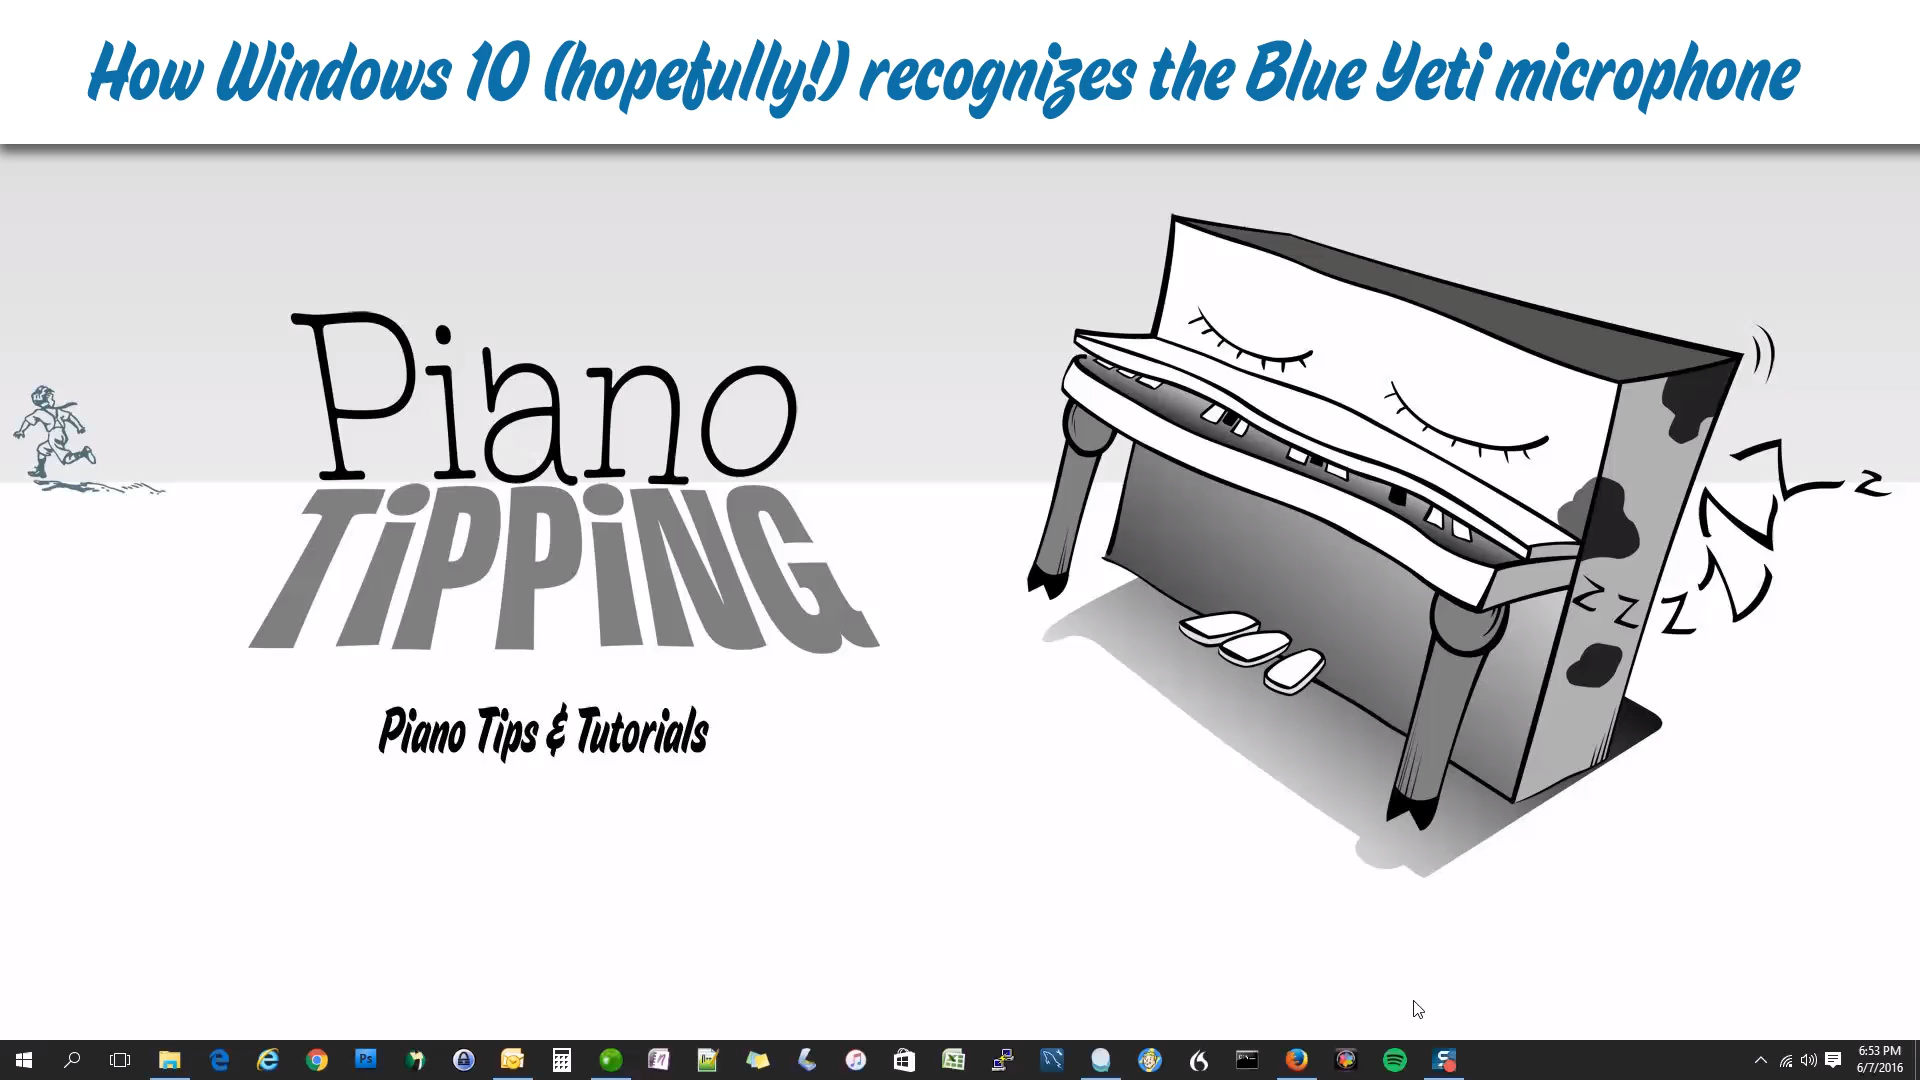 How Windows 10 (hopefully!) recognizes the Blue Yeti microphone
Piano
TiPPiNG
Piano Tips & Tutorials
z z z Z Z Z z
Ps
6:53 PM
6/7/2016